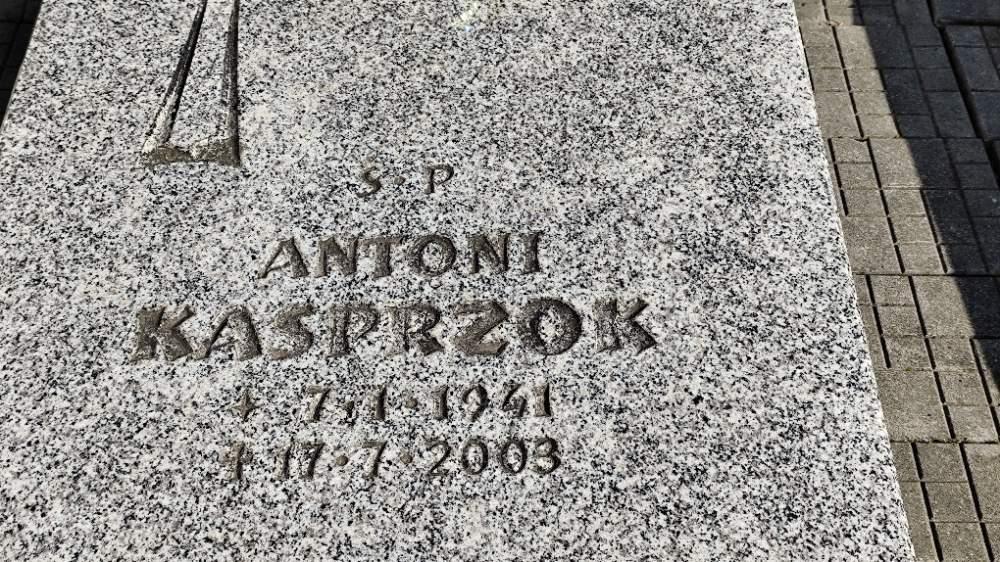 Ś·P
ANTONI
KASPRZOK
✦ 7·1·1941
† 17·7·2003